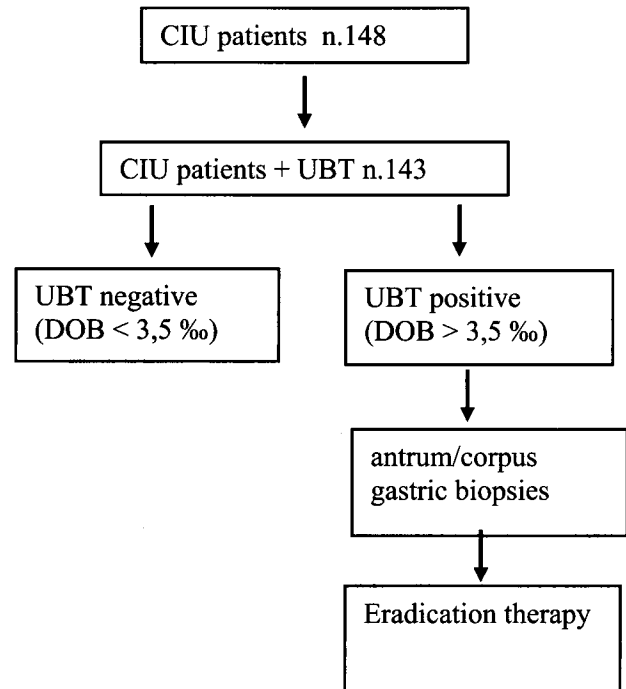 CIU patients n.148
CIU patients + UBT n.143
UBT negative
(DOB < 3,5 ‰)
UBT positive
(DOB > 3,5 ‰)
antrum/corpus
gastric biopsies
Eradication therapy